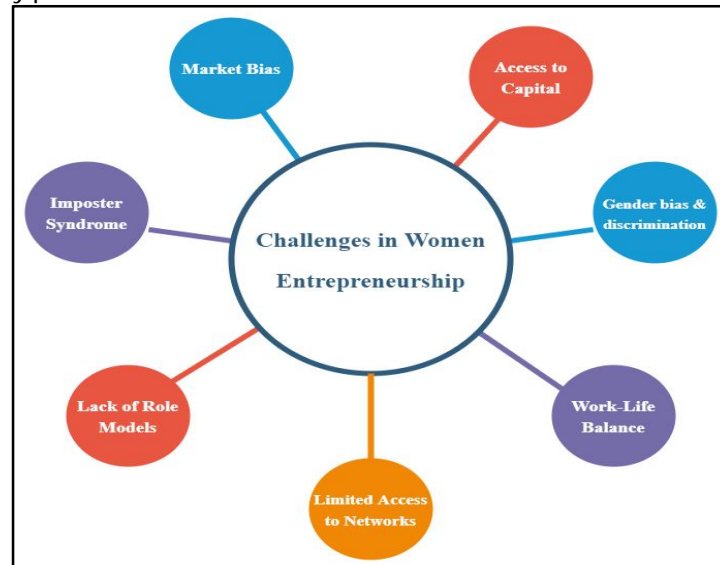 Market Bias
Access to
Capital
Imposter
Syndrome
Gender bias &
discrimination
Challenges in Women
Entrepreneurship
Lack of Role
Models
Work-Life
Balance
Limited Access
to Networks